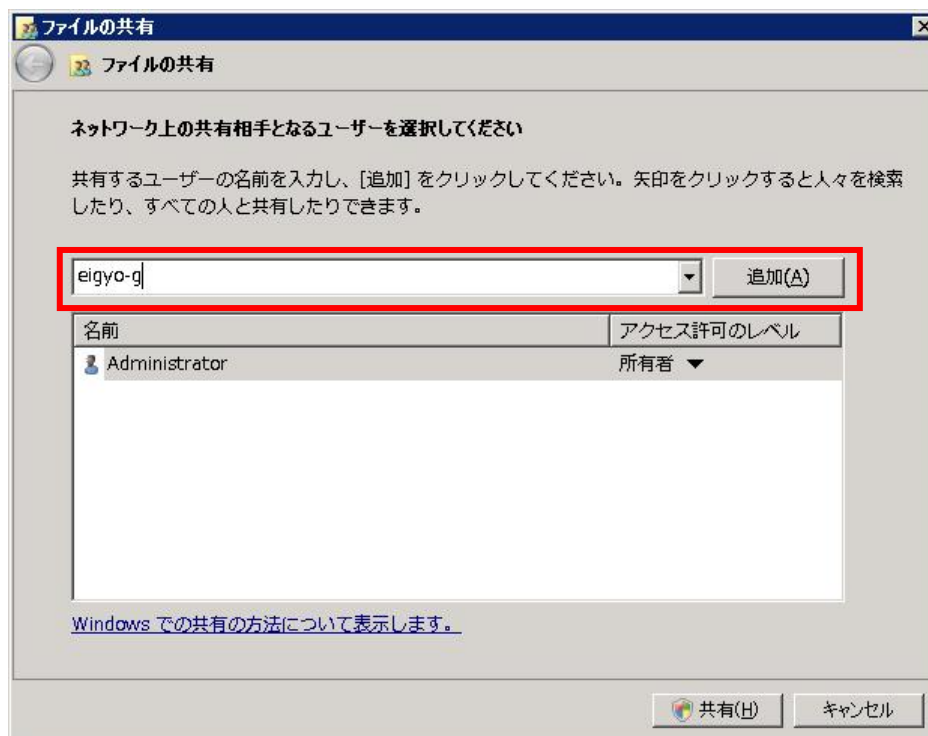 ファイルの共有
ファイルの共有
ネットワーク上の共有相手となるユーザーを選択してください
共有するユーザーの名前を入力し、[追加] をクリックしてください。矢印をクリックすると人々を検索
したり、すべての人と共有したりできます。
eigyo-g 追加(A)
名前 アクセス許可のレベル
Administrator 所有者
Windows での共有の方法について表示します。
共有(H) キャンセル